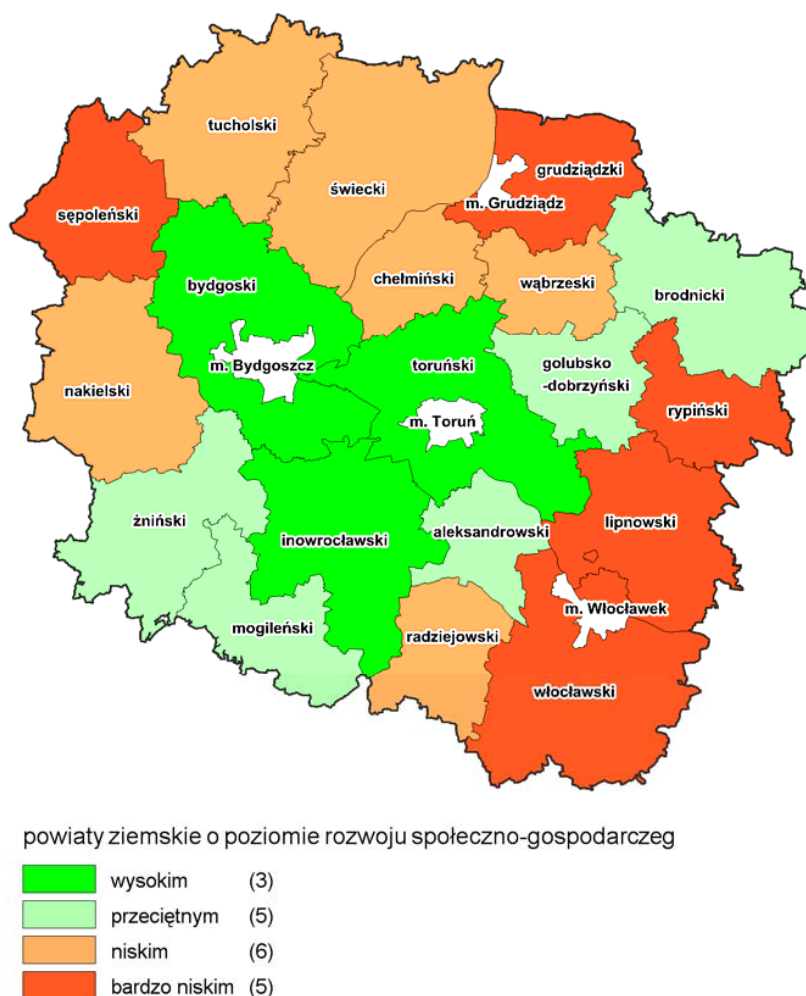 tucholski
świecki
grudziądzki
m. Grudziądz
sępoleński
bydgoski
chełmiński
wąbrzeski
brodnicki
m. Bydgoszcz
toruński
golubsko
-dobrzyński
nakielski
rypiński
m. Toruń
żniński
inowrocławski
aleksandrowski
lipnowski
mogileński
radziejowski
m. Włocławek
włocławski
powiaty ziemskie o poziomie rozwoju społeczno-gospodarczeg
wysokim (3)
przeciętnym (5)
niskim (6)
bardzo niskim (5)